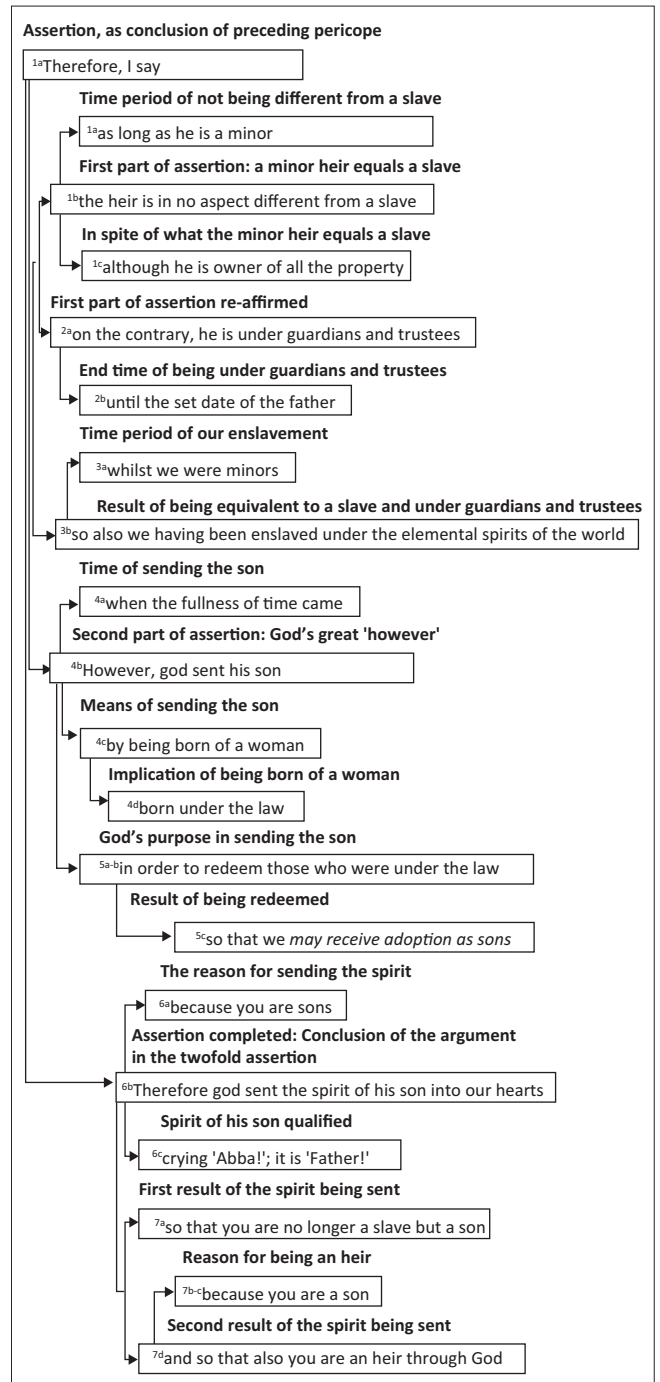 Assertion, as conclusion of preceding pericope
1aTherefore, I say
Time period of not being different from a slave
1aas long as he is a minor
First part of assertion: a minor heir equals a slave
1bthe heir is in no aspect different from a slave
In spite of what the minor heir equals a slave
1calthough he is owner of all the property
First part of assertion re-affirmed
2aon the contrary, he is under guardians and trustees
End time of being under guardians and trustees
2buntil the set date of the father
Time period of our enslavement
3awhilst we were minors
Result of being equivalent to a slave and under guardians and trustees
3bso also we having been enslaved under the elemental spirits of the world
Time of sending the son
4awhen the fullness of time came
Second part of assertion: God's great 'however'
4bHowever, god sent his son
Means of sending the son
4cby being born of a woman
Implication of being born of a woman
4dborn under the law
God's purpose in sending the son
5a-bin order to redeem those who were under the law
Result of being redeemed
5cso that we may receive adoption as sons
The reason for sending the spirit
6abecause you are sons
Assertion completed: Conclusion of the argument
in the twofold assertion
6bTherefore god sent the spirit of his son into our hearts
Spirit of his son qualified
6ccrying 'Abba!'; it is 'Father!'
First result of the spirit being sent
7aso that you are no longer a slave but a son
Reason for being an heir
7b-cbecause you are a son
Second result of the spirit being sent
7dand so that also you are an heir through God